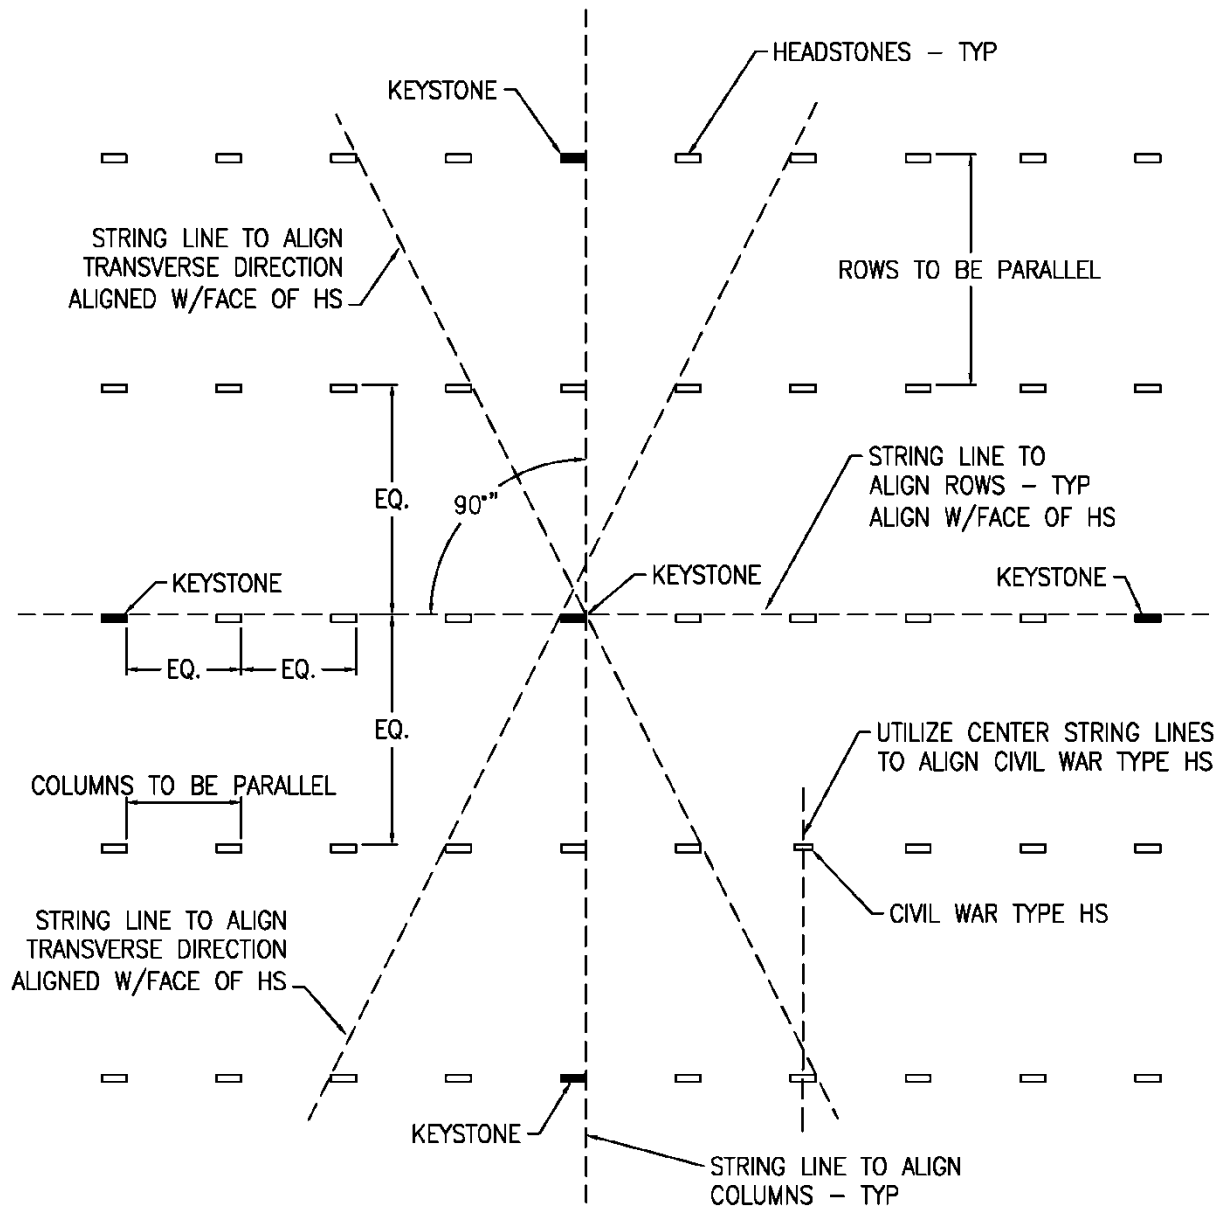 HEADSTONES - TYP
KEYSTONE
STRING LINE TO ALIGN
TRANSVERSE DIRECTION
ALIGNED W/FACE OF HS
ROWS TO BE PARALLEL
STRING LINE TO
ALIGN ROWS - TYP
ALIGN W/FACE OF HS
EQ.
90°"
KEYSTONE
KEYSTONE
KEYSTONE
EQ.
EQ.
EQ.
UTILIZE CENTER STRING LINES
TO ALIGN CIVIL WAR TYPE HS
COLUMNS TO BE PARALLEL
CIVIL WAR TYPE HS
STRING LINE TO ALIGN
TRANSVERSE DIRECTION
ALIGNED W/FACE OF HS
KEYSTONE
STRING LINE TO ALIGN
COLUMNS - TYP